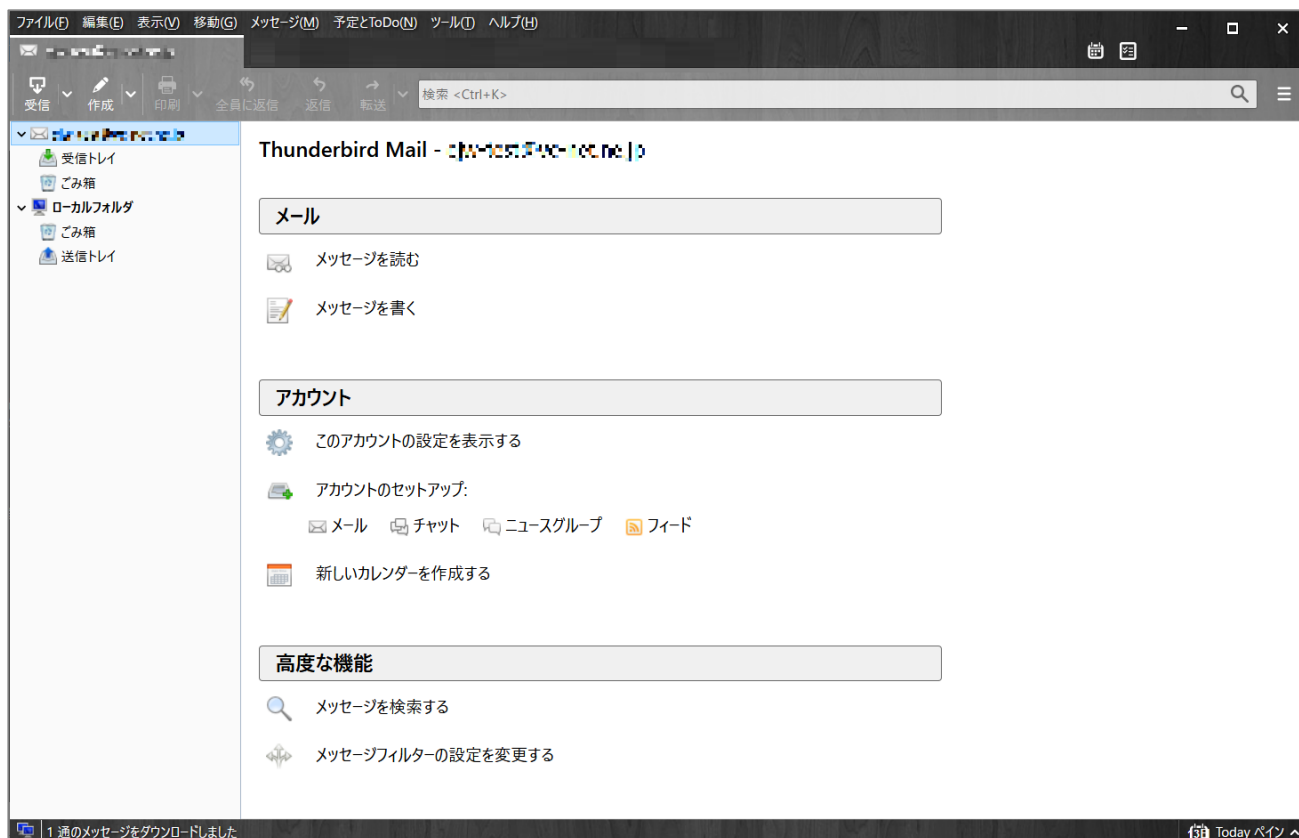 ファイル(F) 編集(E) 表示(V) 移動(G) メッセージ(M) 予定とToDo(N) ツール(T) ヘルプ(H)
受信 作成 印刷 全員に返信 返信 転送 検索 <Ctrl+K>
受信トレイ
ごみ箱
ローカルフォルダ
ごみ箱
送信トレイ
Thunderbird Mail -
メール
メッセージを読む
メッセージを書く
アカウント
このアカウントの設定を表示する
アカウントのセットアップ:
メール チャット ニュースグループ フィード
新しいカレンダーを作成する
高度な機能
メッセージを検索する
メッセージフィルターの設定を変更する
1 通のメッセージをダウンロードしました Today ペイン